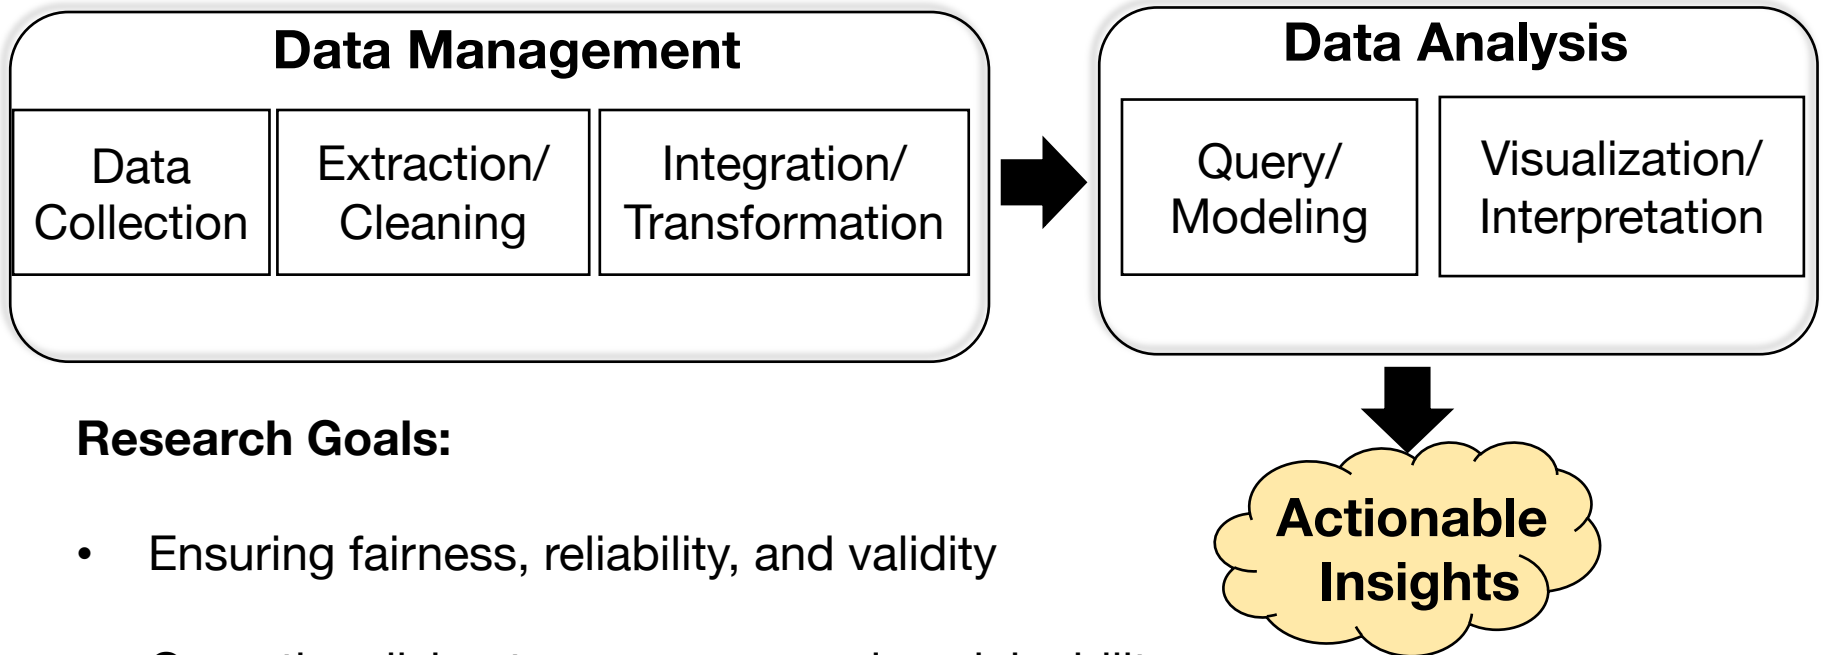 Data Management
Data
Collection
Extraction/
Cleaning
Integration/
Transformation
Data Analysis
Query/
Modeling
Visualization/
Interpretation
Research Goals:
• Ensuring fairness, reliability, and validity
Actionable
Insights